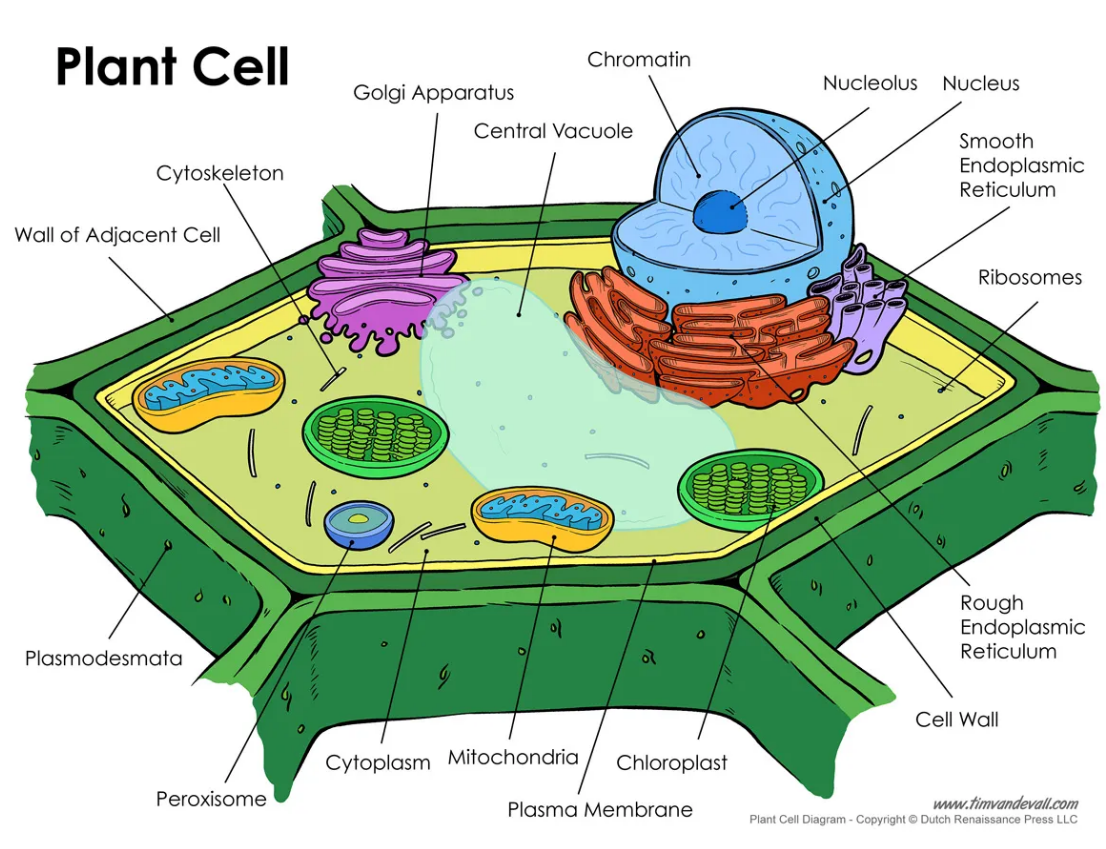 Plant Cell
Chromatin
Nucleolus
Nucleus
Golgi Apparatus
Central Vacuole
Smooth
Endoplasmic
Reticulum
Cytoskeleton
Wall of Adjacent Cell
Ribosomes
Rough
Endoplasmic
Reticulum
Plasmodesmata
Cell Wall
Cytoplasm
Mitochondria
Chloroplast
Peroxisome
Plasma Membrane
www.timvandevall.com
Plant Cell Diagram - Copyright © Dutch Renaissance Press LLC